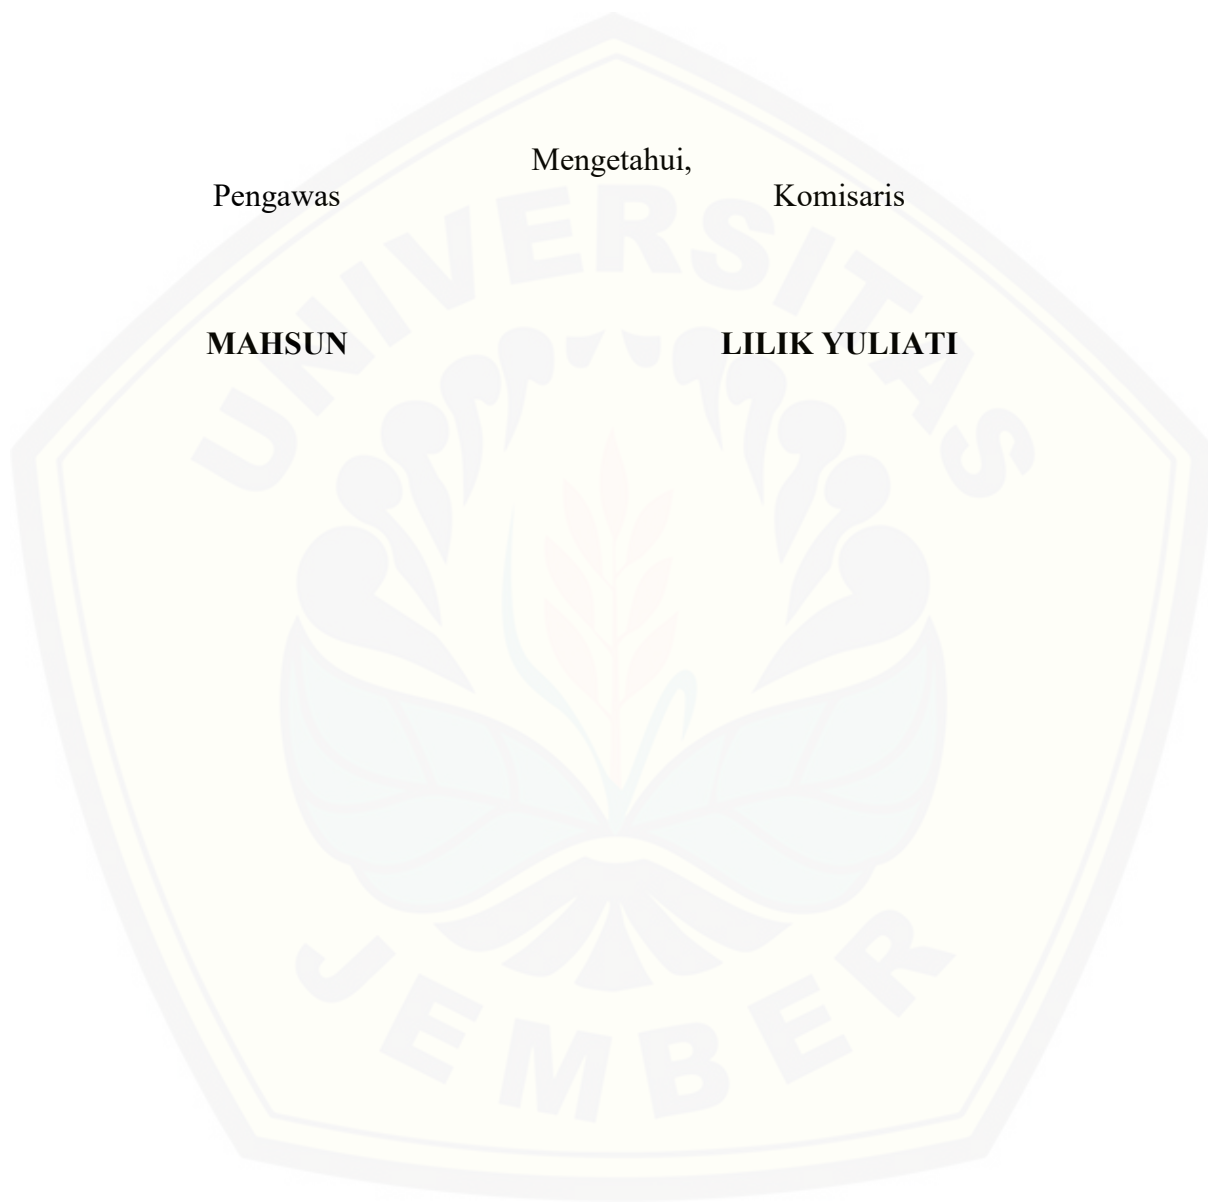 Mengetahui,
Pengawas Komisaris
MAHSUN LILIK YULIATI
UNIVERSITAS
JEMBER